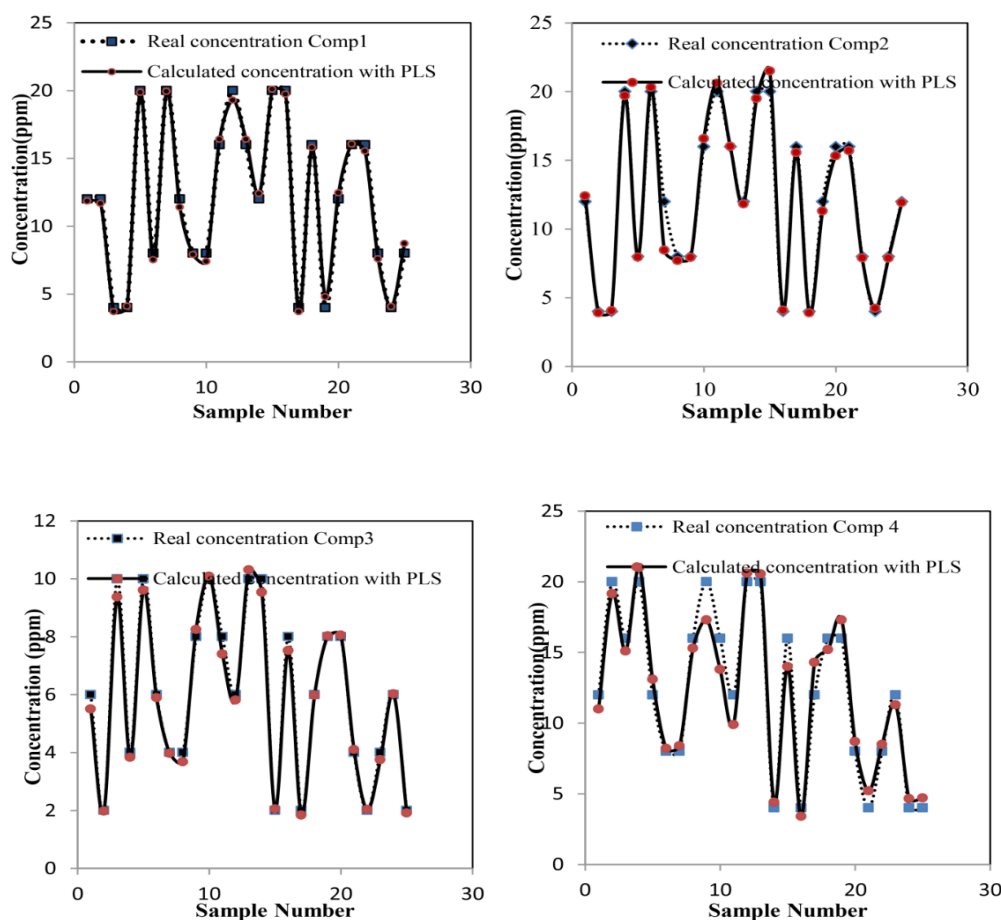 25
20
15
10
5
0
Concentration(ppm)
Real concentration Comp1
Calculated concentration with PLS
0 10 20 30
Sample Number
25
20
15
10
5
0
Concentration(ppm)
Real concentration Comp2
Calculated concentration with PLS
0 10 20 30
Sample Number
12
10
8
6
4
2
0
Concentration (ppm)
Real concentration Comp3
Calculated concentration with PLS
0 10 20 30
Sample Number
25
20
15
10
5
0
Concentration(ppm)
Real concentration Comp 4
Calculated concentration with PLS
0 10 20 30
Sample Number